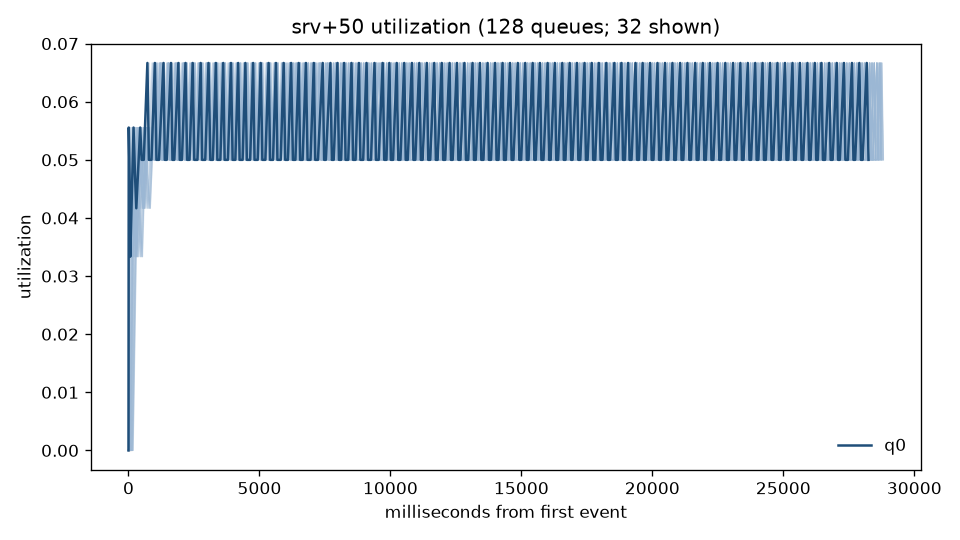 srv+50 utilization (128 queues; 32 shown)
0.07
0.06
0.05
0.04
0.03
0.02
0.01
0.00
utilization
q0
0 5000 10000 15000 20000 25000 30000
milliseconds from first event